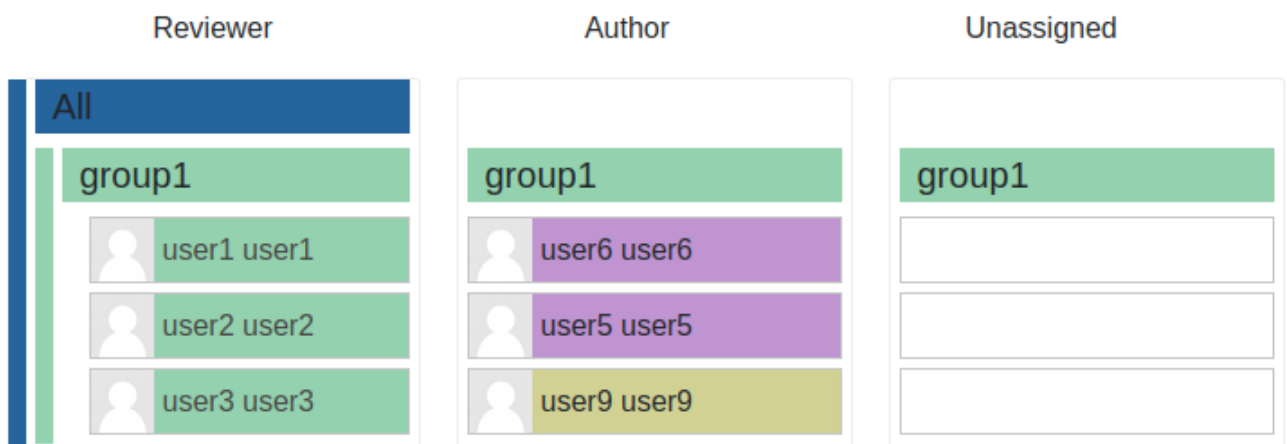 Reviewer Author Unassigned
All
group1 group1 group1
user1 user1 user6 user6
user2 user2 user5 user5
user3 user3 user9 user9